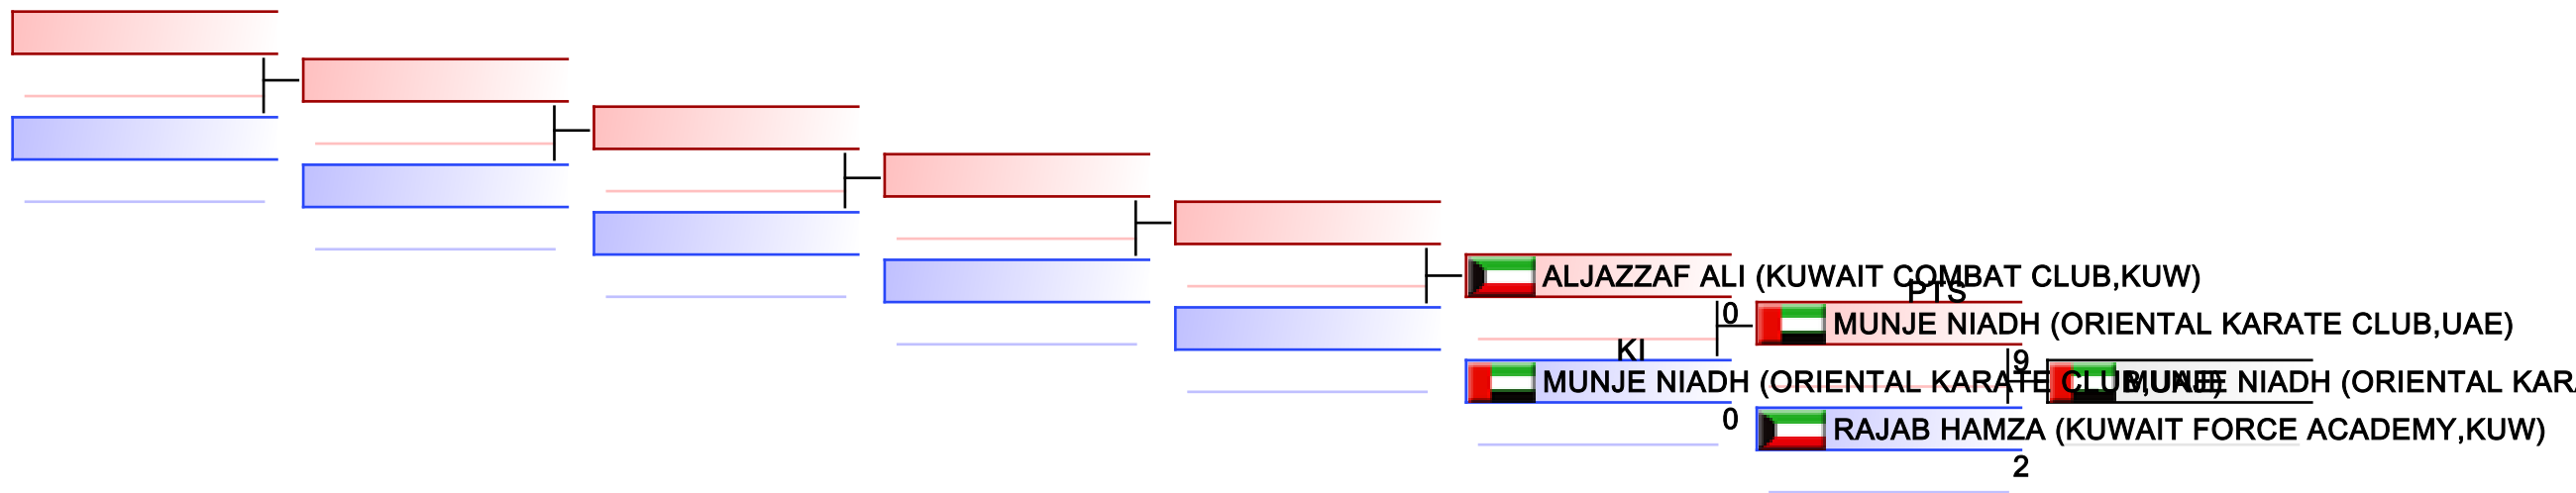 ALJAZZAF ALI (KUWAIT COMBAT CLUB,KUW)
PTS
0
MUNJE NIADH (ORIENTAL KARATE CLUB,UAE)
KI
9
MUNJE NIADH (ORIENTAL KARATE CLUB,UAE)
MUNJE NIADH (ORIENTAL KAR
0
RAJAB HAMZA (KUWAIT FORCE ACADEMY,KUW)
2